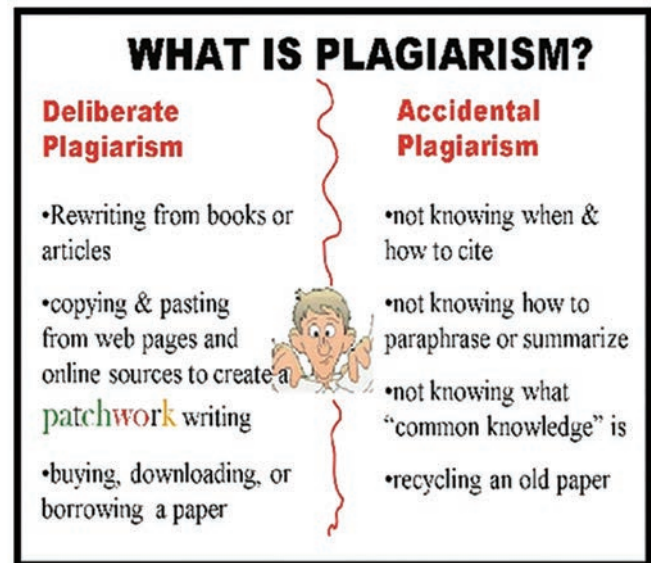 WHAT IS PLAGIARISM?
Deliberate
Plagiarism
•Rewriting from books or
articles
•copying & pasting
from web pages and
online sources to create a
patchwork writing
•buying, downloading, or
borrowing a paper
Accidental
Plagiarism
•not knowing when &
how to cite
•not knowing how to
paraphrase or summarize
•not knowing what
“common knowledge” is
•recycling an old paper